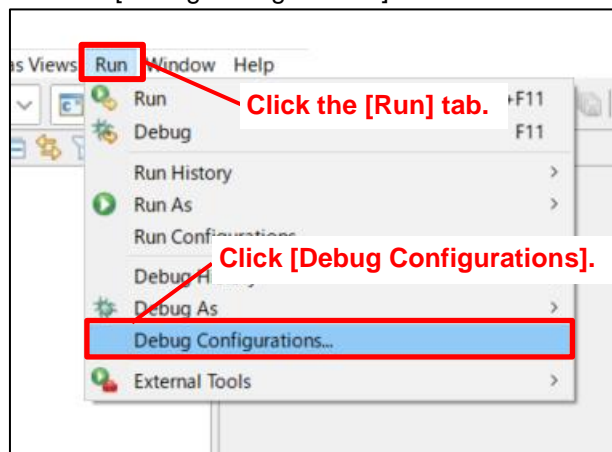 as Views Run Window Help
Run +F11
Click the [Run] tab.
Debug F11
Run History
Run As
Run Configurations
Click [Debug Configurations].
Debug
Debug As
Debug Configurations...
External Tools